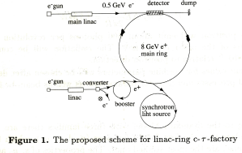 e⁻gun
main linac
0.5 GeV e⁻
detector
dump
8 GeV e+
main ring
e⁻gun
linac
converter
⊗
e⁻
e⁺
booster
synchrotron
liht source
Figure 1. The proposed scheme for linac-ring c-τ-factory